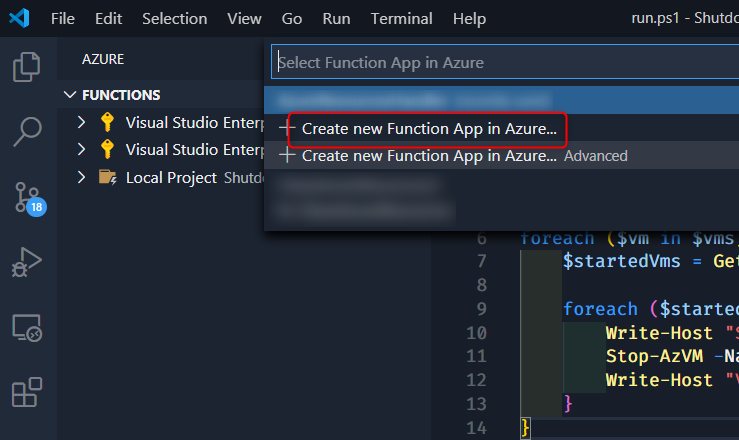 File Edit Selection View Go Run Terminal Help run.ps1 - Shutdo
AZURE
Select Function App in Azure
FUNCTIONS
Visual Studio Enterp
Create new Function App in Azure...
Visual Studio Enterp
Create new Function App in Azure... Advanced
Local Project Shutdo
18
6 foreach ($vm in $vms
7 $startedVms = Get
8
9 foreach ($started
10 Write-Host "S
11 Stop-AzVM -Na
12 Write-Host "V
13 }
14 }